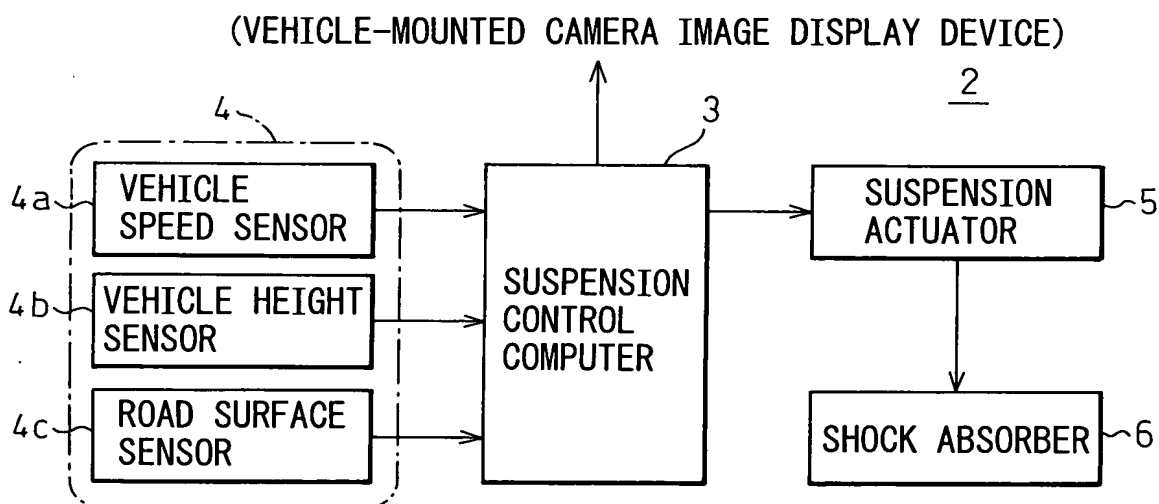 (VEHICLE-MOUNTED CAMERA IMAGE DISPLAY DEVICE)
2
4
3
4a
VEHICLE
SPEED SENSOR
4b
VEHICLE HEIGHT
SENSOR
4c
ROAD SURFACE
SENSOR
SUSPENSION
CONTROL
COMPUTER
SUSPENSION
ACTUATOR
5
SHOCK ABSORBER
6